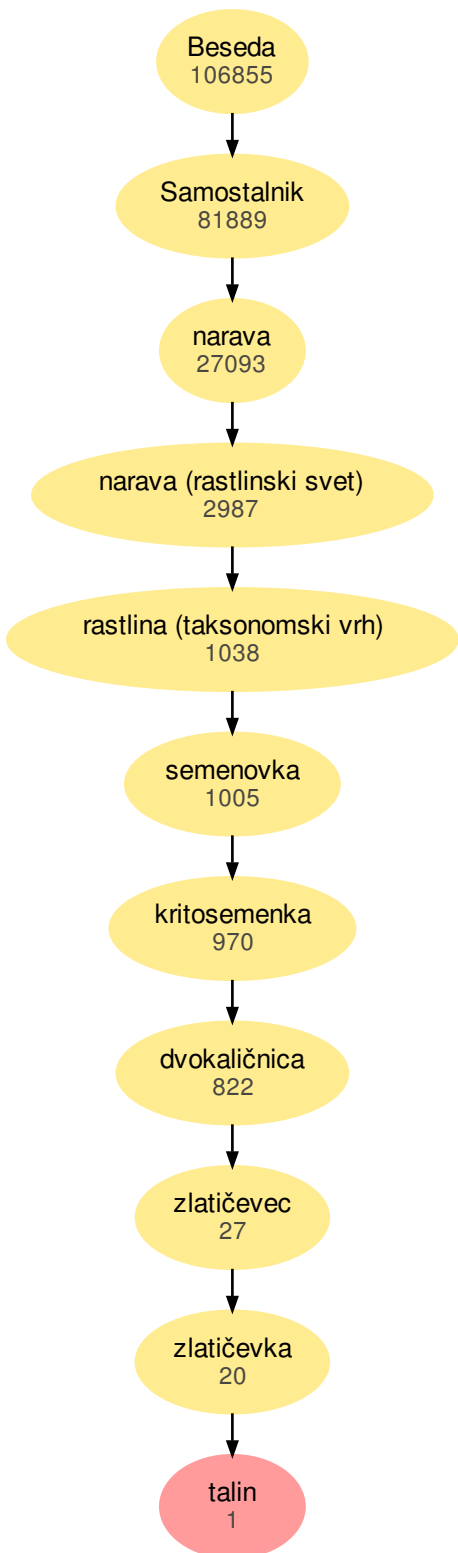 Beseda
106855
Samostalnik
81889
narava
27093
narava (rastlinski svet)
2987
rastlina (taksonomski vrh)
1038
semenovka
1005
kritosemenka
970
dvokaličnica
822
zlatičevec
27
zlatičevka
20
talin
1